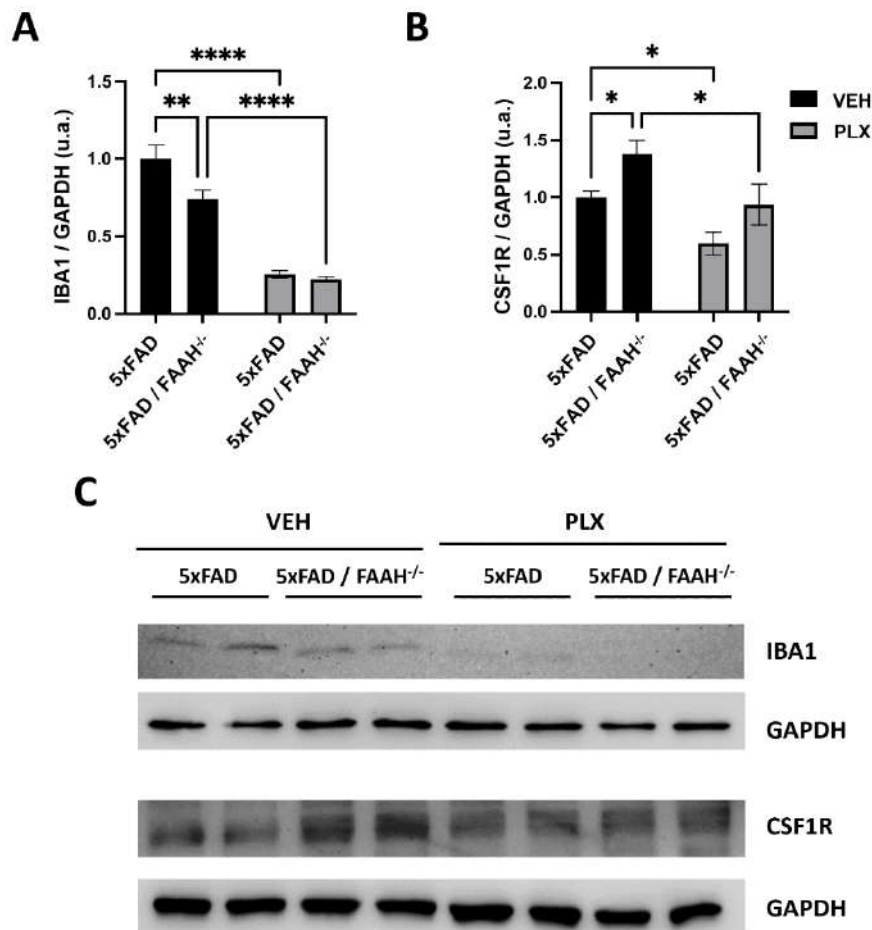 A
****
**
****
IBA1 / GAPDH (u.a.)
1.5
1.0
0.5
0.0
5xFAD
5xFAD / FAAH-/-
5xFAD
5xFAD / FAAH-/-
B
*
*
*
CSF1R / GAPDH (u.a.)
2.0
1.5
1.0
0.5
0.0
5xFAD
5xFAD / FAAH-/-
5xFAD
5xFAD / FAAH-/-
VEH
PLX
C
VEH PLX
5xFAD 5xFAD / FAAH-/- 5xFAD 5xFAD / FAAH-/-
IBA1
GAPDH
CSF1R
GAPDH